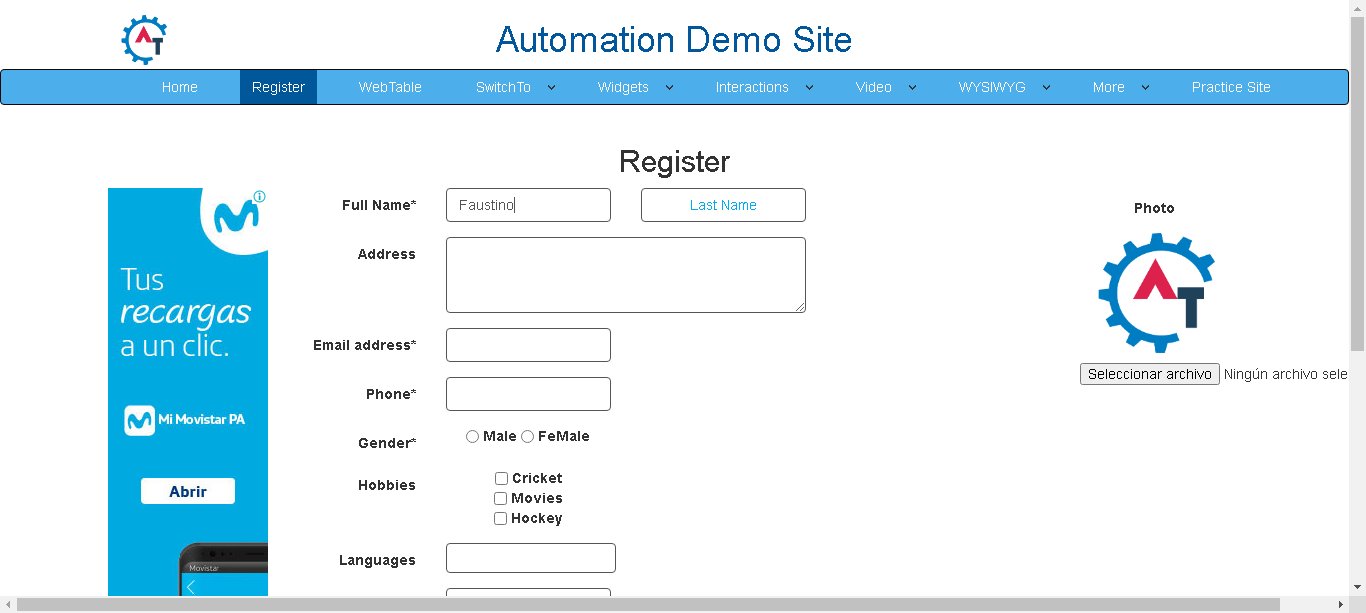 AT
Automation Demo Site
Home Register WebTable SwitchTo Widgets Interactions Video WYSIWYG More Practice Site
Register
Tus
recargas
a un clic.
Mi Movistar PA
Abrir
Movistar
Full Name* Faustino Last Name
Address
Email address*
Phone*
Gender* Male FeMale
Hobbies Cricket
Movies
Hockey
Languages
Photo
AT
Seleccionar archivo Ningún archivo sele